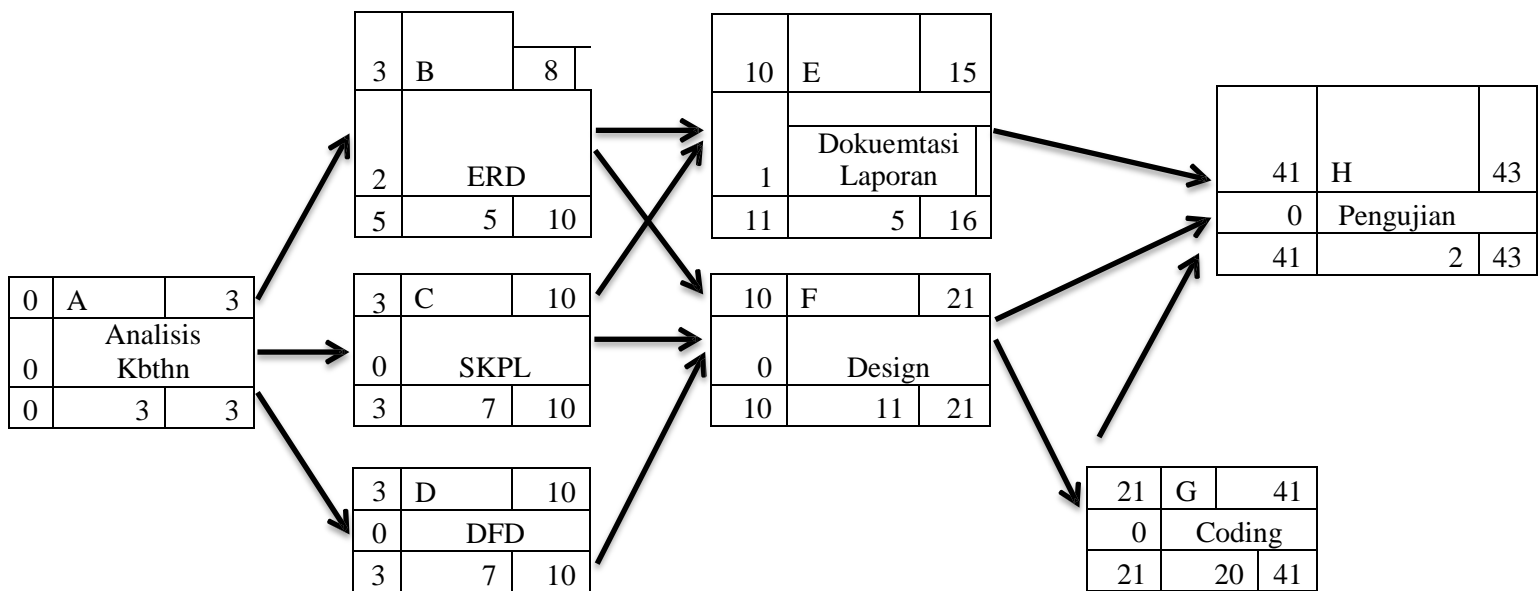 0 A 3
Analisis
0 Kbthn
0 3 3
3 B 8
2 ERD
5 5 10
3 C 10
0 SKPL
3 7 10
3 D 10
0 DFD
3 7 10
10 E 15
Dokuemtasi
1 Laporan
11 5 16
10 F 21
0 Design
10 11 21
21 G 41
0 Coding
21 20 41
41 H 43
0 Pengujian
41 2 43